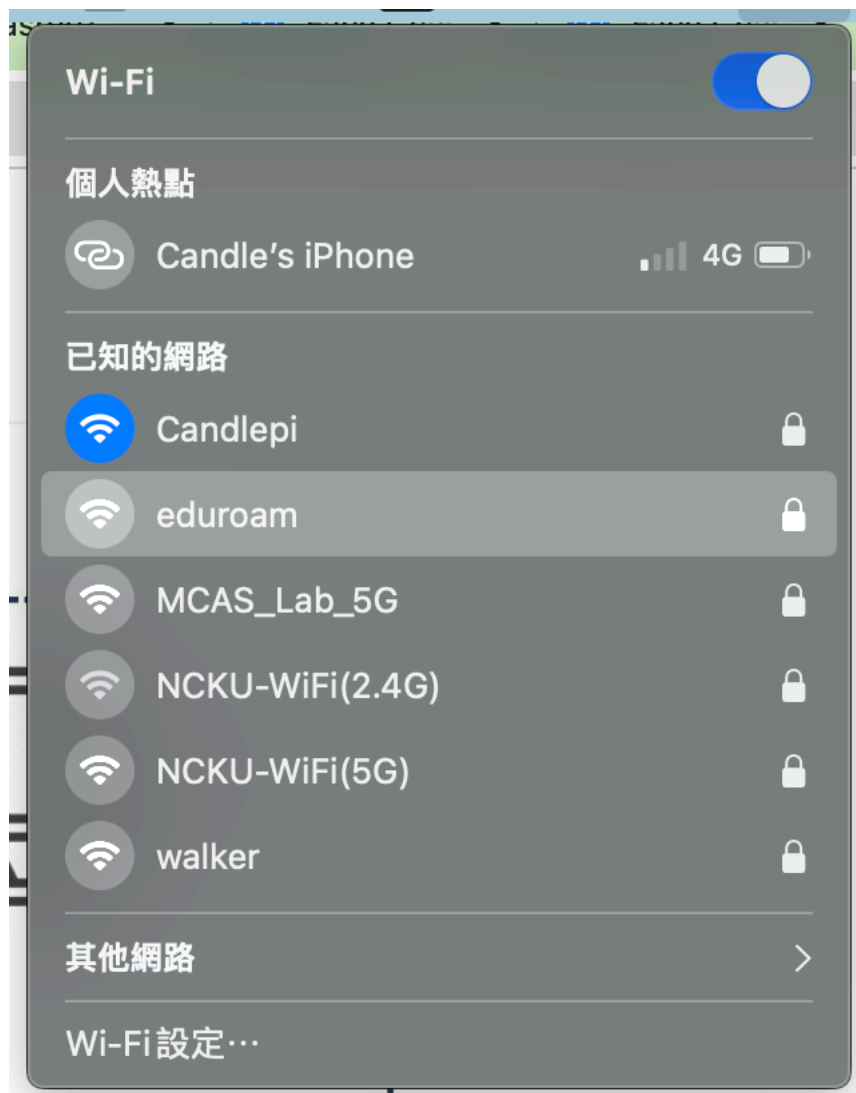 Wi-Fi
個人熱點
Candle’s iPhone 4G
已知的網路
Candlepi
eduroam
MCAS_Lab_5G
NCKU-WiFi(2.4G)
NCKU-WiFi(5G)
walker
其他網路
Wi-Fi設定⋯